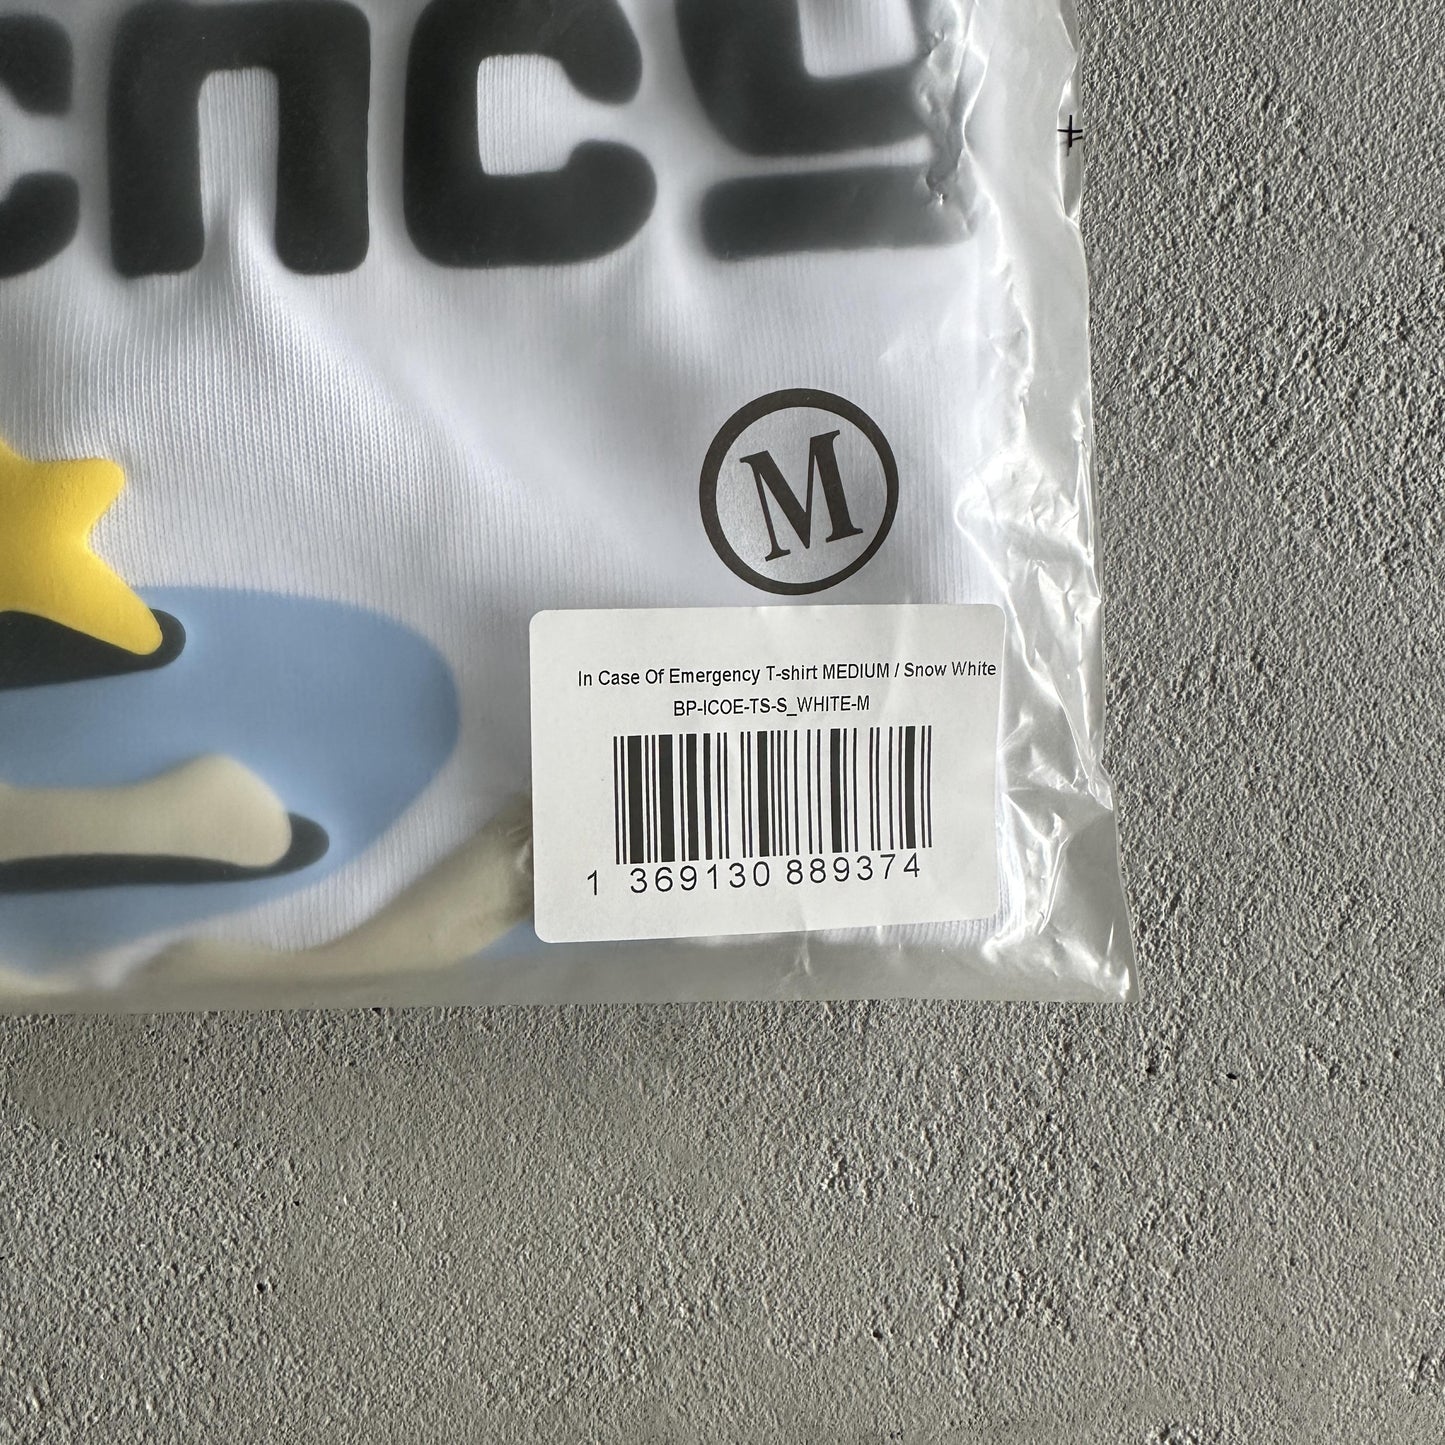 ency
M
In Case Of Emergency T-shirt MEDIUM / Snow White
BP-ICOE-TS-S_WHITE-M
1 369130 889374